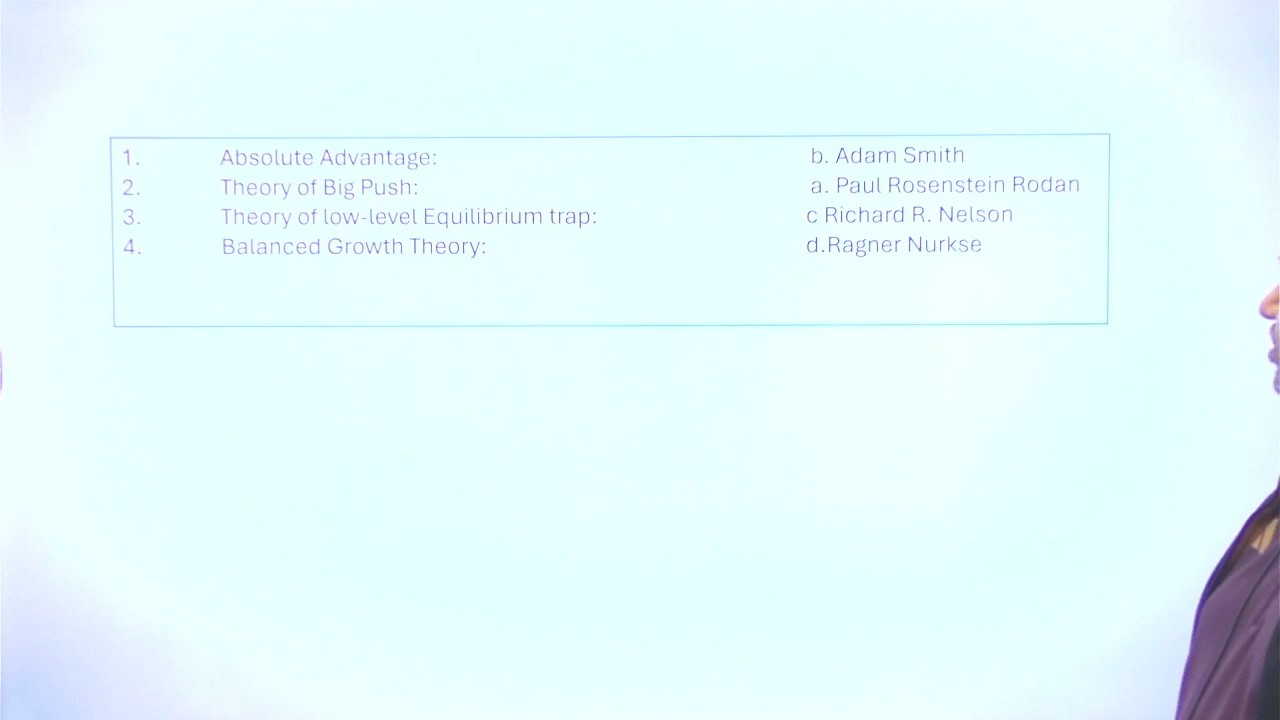 1. Absolute Advantage: b. Adam Smith
2. Theory of Big Push: a. Paul Rosenstein Rodan
3. Theory of low-level Equilibrium trap: c Richard R. Nelson
4. Balanced Growth Theory: d.Ragner Nurkse